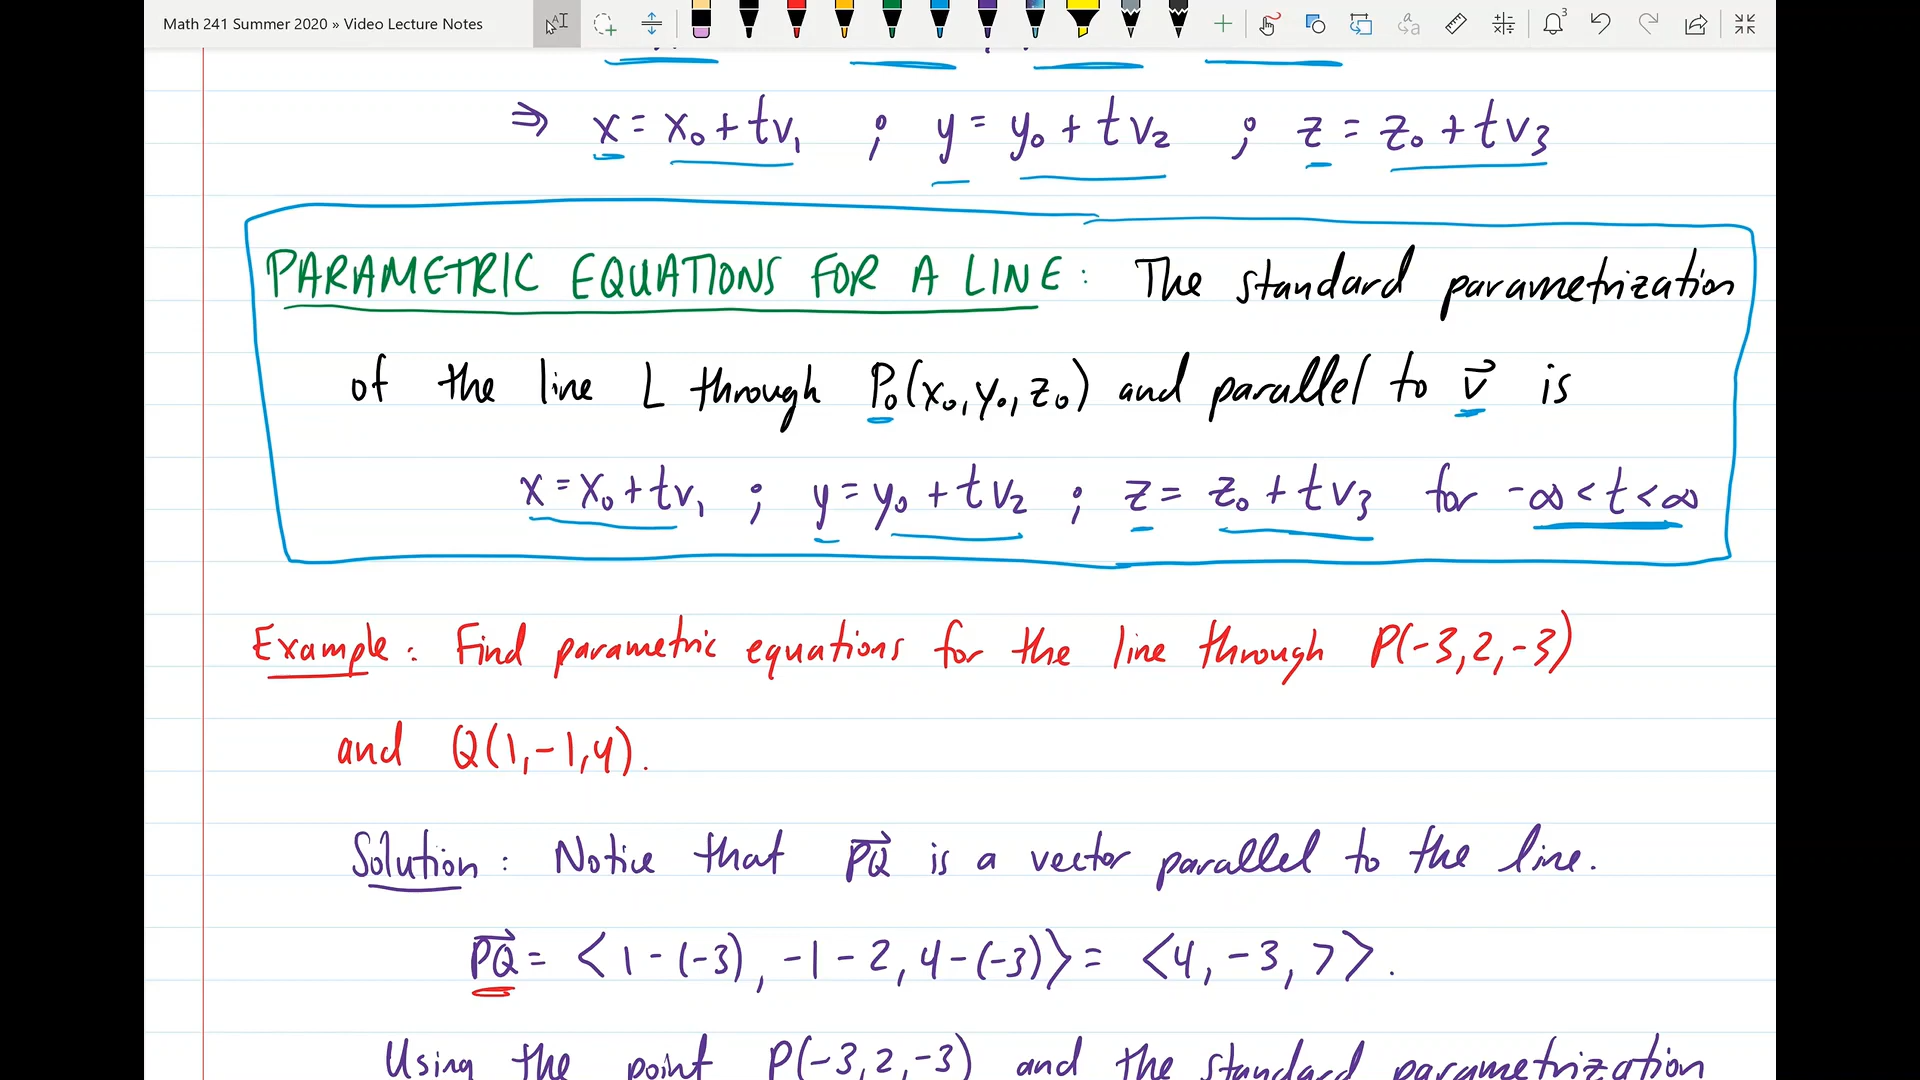 Math 241 Summer 2020 » Video Lecture Notes
3
⇒ x = x₀ + tv₁ ; y = y₀ + tv₂ ; z = z₀ + tv₃
PARAMETRIC EQUATIONS FOR A LINE: The standard parametrization
of the line L through P₀(x₀, y₀, z₀) and parallel to v⃗ is
x = x₀ + tv₁ ; y = y₀ + tv₂ ; z = z₀ + tv₃ for -∞ < t < ∞
Example: Find parametric equations for the line through P(-3, 2, -3)
and Q(1, -1, 4).
Solution: Notice that P⃗Q⃗ is a vector parallel to the line.
P⃗Q⃗ = ⟨1-(-3), -1-2, 4-(-3)⟩ = ⟨4, -3, 7⟩.
Using the point P(-3, 2, -3) and the standard parametrization